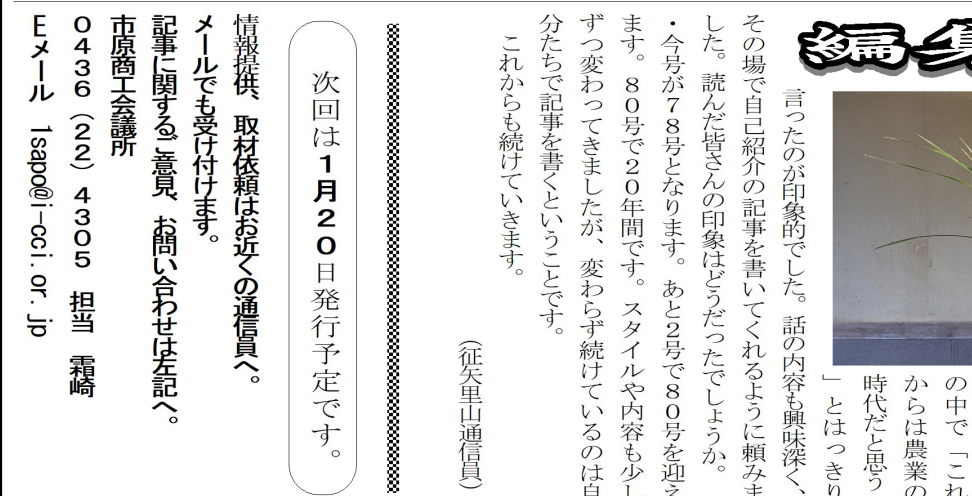 編集
の中で「これ
からは農業の
時代だと思う
」とはっきり
言ったのが印象的でした。話の内容も興味深く、
その場で自己紹介の記事を書いてくれるように頼みま
した。読んだ皆さんの印象はどうだったでしょうか。
・今号が78号となります。あと2号で80号を迎え
ます。80号で20年間です。スタイルや内容も少し
ずつ変わってきましたが、変わらず続けているのは自
分たちで記事を書くということです。
これからも続けていきます。
(征矢里山通信員)
次回は1月20日発行予定です。
情報提供、取材依頼はお近くの通信員へ。
メールでも受け付けます。
記事に関するご意見、お問い合わせは左記へ。
市原商工会議所
0436(22)4305 担当 霜崎
Eメール 1sapo@i-cci.or.jp